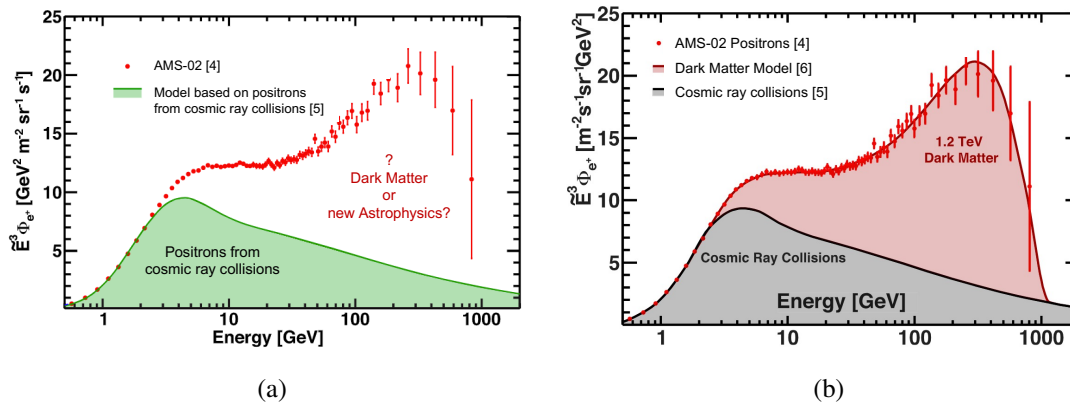 25
20
15
10
5
Ẽ³ Φe⁺ [GeV² m⁻² sr⁻¹ s⁻¹]
AMS-02 [4]
Model based on positrons
from cosmic ray collisions [5]
?
Dark Matter
or
new Astrophysics?
Positrons from
cosmic ray collisions
1 10 100 1000
Energy [GeV]
(a)
25
20
15
10
5
Ẽ³ Φe⁺ [m⁻²s⁻¹sr⁻¹GeV²]
AMS-02 Positrons [4]
Dark Matter Model [6]
Cosmic ray collisions [5]
1.2 TeV
Dark Matter
Cosmic Ray Collisions
Energy [GeV]
1 10 100 1000
(b)